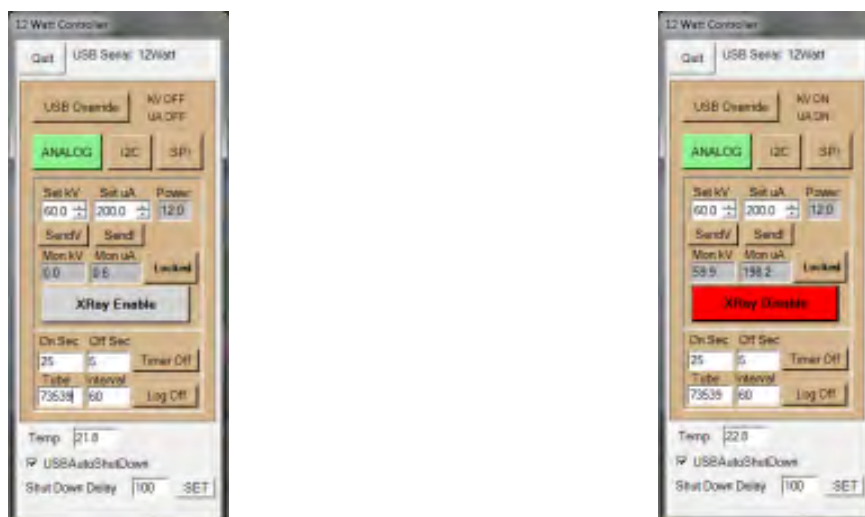 12 Watt Controller
Quit USB Serial: 12Watt
USB Override KV OFF
UA OFF
ANALOG I2C SPI
Set kV Set uA Power
60.0 200.0 12.0
SendV SendI
Mon kV Mon uA Locked
0.0 0.6
XRay Enable
On Sec Off Sec
25 5 Timer Off
Tube Interval
73539 60 Log Off
Temp 21.8
USBAutoShutDown
Shut Down Delay 100 SET
12 Watt Controller
Quit USB Serial: 12Watt
USB Override KV ON
UA ON
ANALOG I2C SPI
Set kV Set uA Power
60.0 200.0 12.0
SendV SendI
Mon kV Mon uA Locked
59.9 198.2
XRay Disable
On Sec Off Sec
25 5 Timer Off
Tube Interval
73539 60 Log Off
Temp 22.8
USBAutoShutDown
Shut Down Delay 100 SET